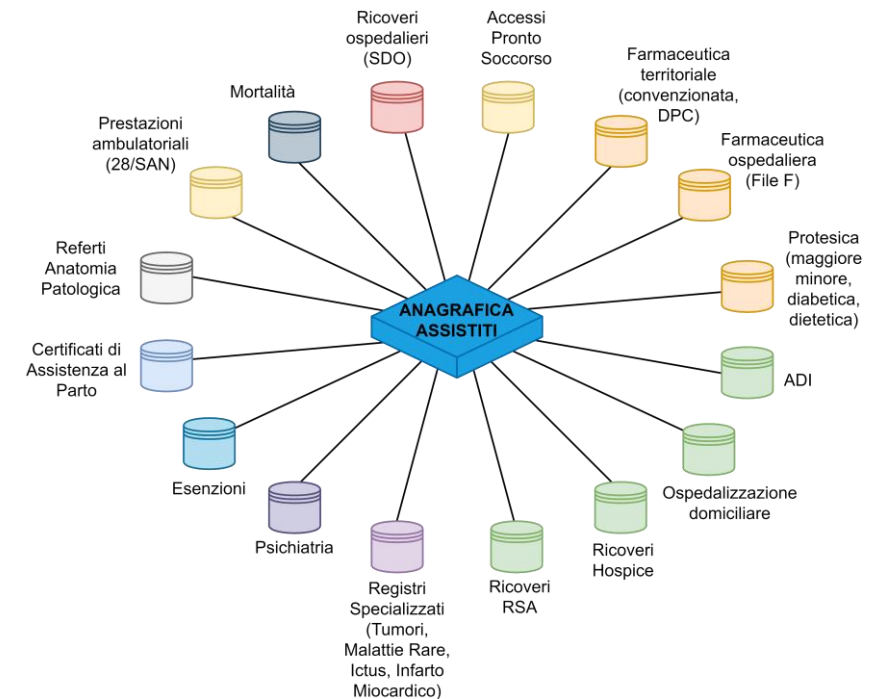 Ricoveri
ospedalieri
(SDO)
Accessi
Pronto
Soccorso
Farmaceutica
territoriale
(convenzionata,
DPC)
Mortalità
Prestazioni
ambulatoriali
(28/SAN)
Farmaceutica
ospedaliera
(File F)
Referti
Anatomia
Patologica
Protesica
(maggiore
minore,
diabetica,
dietetica)
ANAGRAFICA
ASSISTITI
Certificati di
Assistenza al
Parto
ADI
Esenzioni
Ospedalizzazione
domiciliare
Psichiatria
Ricoveri
Hospice
Registri
Specializzati
(Tumori,
Malattie Rare,
Ictus, Infarto
Miocardico)
Ricoveri
RSA